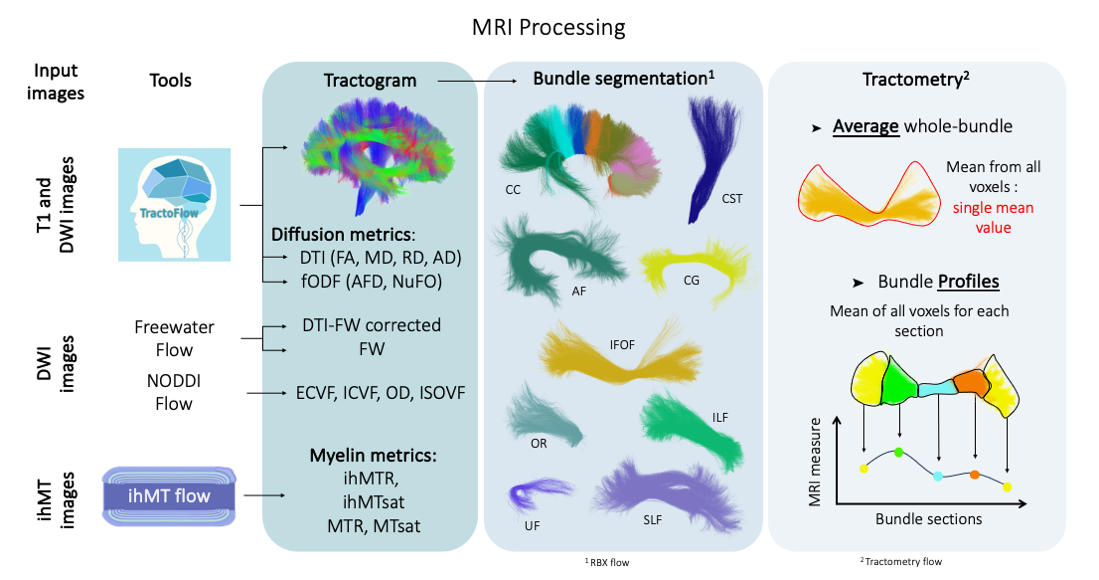 MRI Processing
Input
images
Tools
Tractogram
Bundle segmentation1
Tractometry2
T1 and
DWI images
TractoFlow
Diffusion metrics:
DTI (FA, MD, RD, AD)
fODF (AFD, NuFO)
DWI
images
Freewater
Flow
DTI-FW corrected
FW
NODDI
Flow
ECVF, ICVF, OD, ISOVF
ihMT
images
ihMT flow
Myelin metrics:
ihMTR,
ihMTsat
MTR, MTsat
CC
CST
AF
CG
IFOF
OR
ILF
UF
SLF
1 RBX flow
➤ Average whole-bundle
Mean from all
voxels :
single mean
value
➤ Bundle Profiles
Mean of all voxels for each
section
MRI measure
Bundle sections
2 Tractometry flow